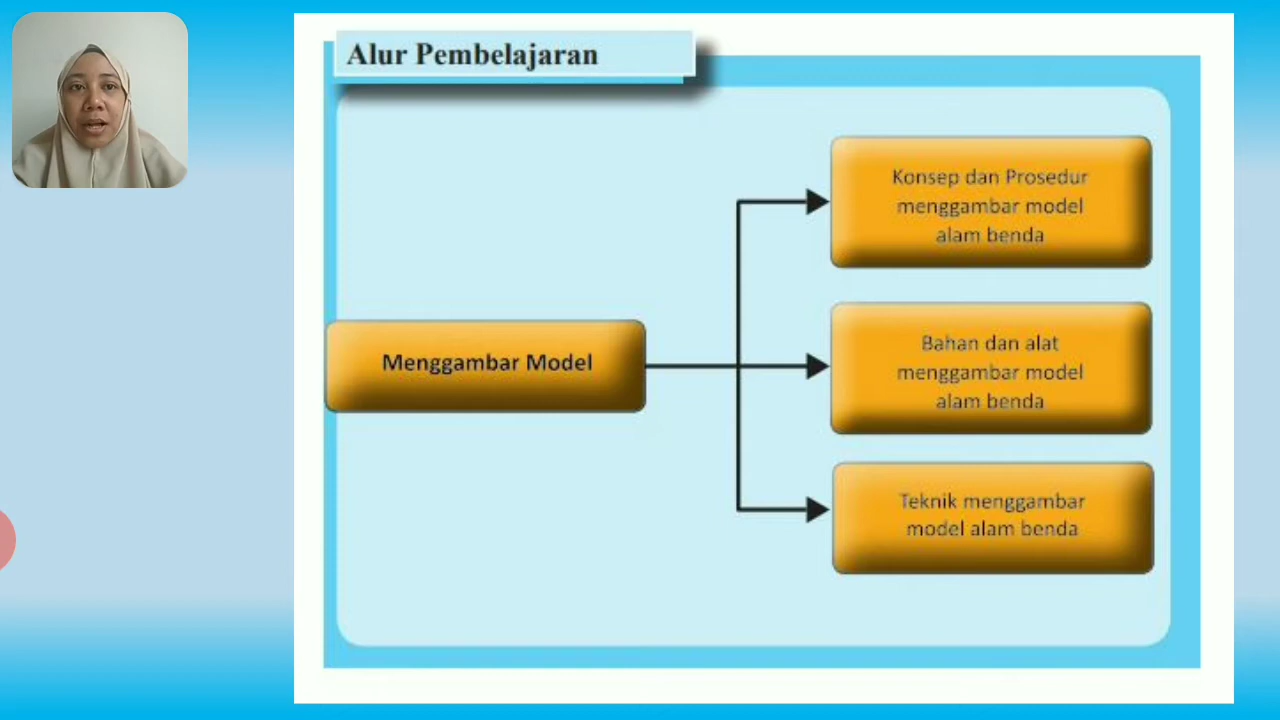 Alur Pembelajaran
Menggambar Model
Konsep dan Prosedur
menggambar model
alam benda
Bahan dan alat
menggambar model
alam benda
Teknik menggambar
model alam benda